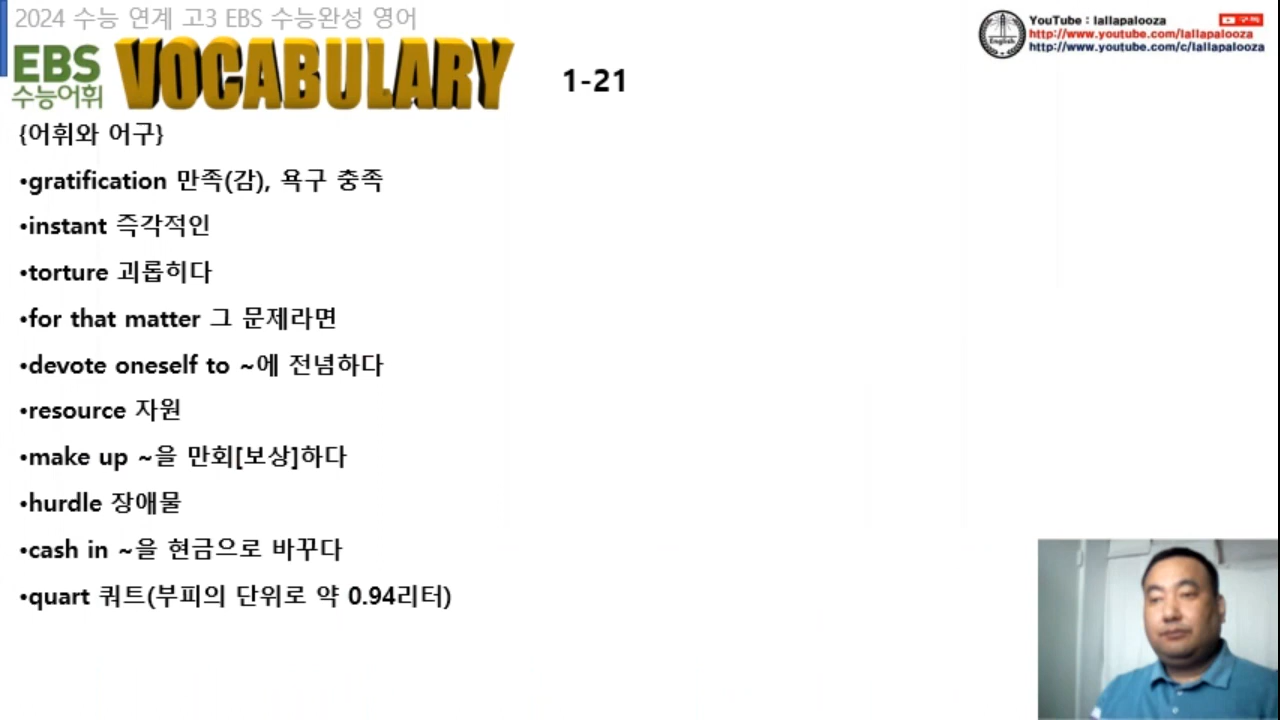 2024 수능 연계 고3 EBS 수능완성 영어
EBS 수능어휘 VOCABULARY 1-21
YouTube : lallapalooza 구독
http://www.youtube.com/lallapalooza
http://www.youtube.com/c/lallapalooza
English
{어휘와 어구}
•gratification 만족(감), 욕구 충족
•instant 즉각적인
•torture 괴롭히다
•for that matter 그 문제라면
•devote oneself to ~에 전념하다
•resource 자원
•make up ~을 만회[보상]하다
•hurdle 장애물
•cash in ~을 현금으로 바꾸다
•quart 쿼트(부피의 단위로 약 0.94리터)